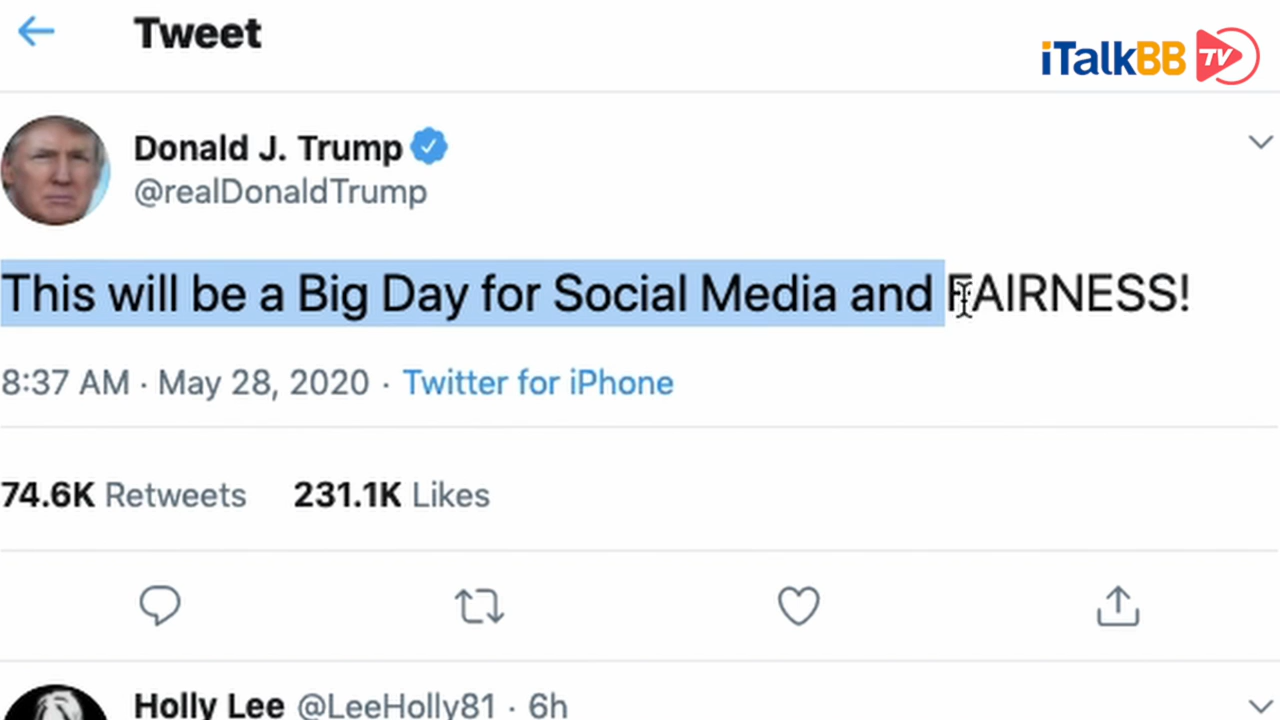 Tweet
iTalkBB TV
Donald J. Trump
@realDonaldTrump
This will be a Big Day for Social Media and FAIRNESS!
8:37 AM · May 28, 2020 · Twitter for iPhone
74.6K Retweets 231.1K Likes
Holly Lee @LeeHolly81 · 6h